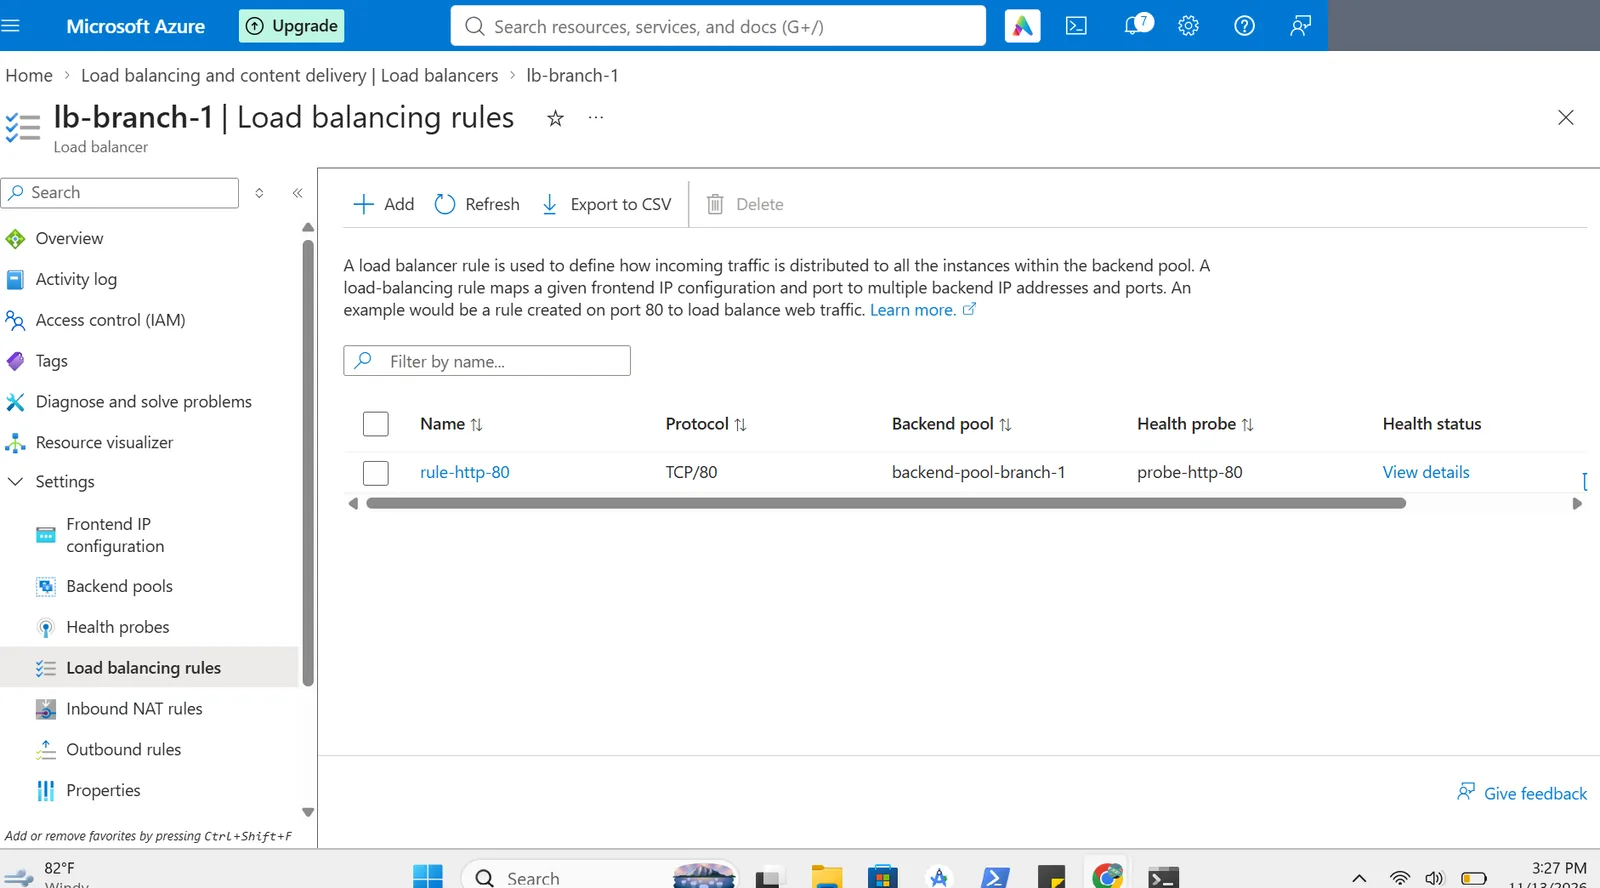 Microsoft Azure
Upgrade
Search resources, services, and docs (G+/)
7
Home > Load balancing and content delivery | Load balancers > lb-branch-1
lb-branch-1 | Load balancing rules
Load balancer
Search
Overview
Activity log
Access control (IAM)
Tags
Diagnose and solve problems
Resource visualizer
Settings
Frontend IP
configuration
Backend pools
Health probes
Load balancing rules
Inbound NAT rules
Outbound rules
Properties
Add or remove favorites by pressing Ctrl+Shift+F
Add Refresh Export to CSV Delete
A load balancer rule is used to define how incoming traffic is distributed to all the instances within the backend pool. A
load-balancing rule maps a given frontend IP configuration and port to multiple backend IP addresses and ports. An
example would be a rule created on port 80 to load balance web traffic. Learn more.
Filter by name...
Name Protocol Backend pool Health probe Health status
rule-http-80 TCP/80 backend-pool-branch-1 probe-http-80 View details
Give feedback
82°F
Windy
Search
3:27 PM
11/13/2026